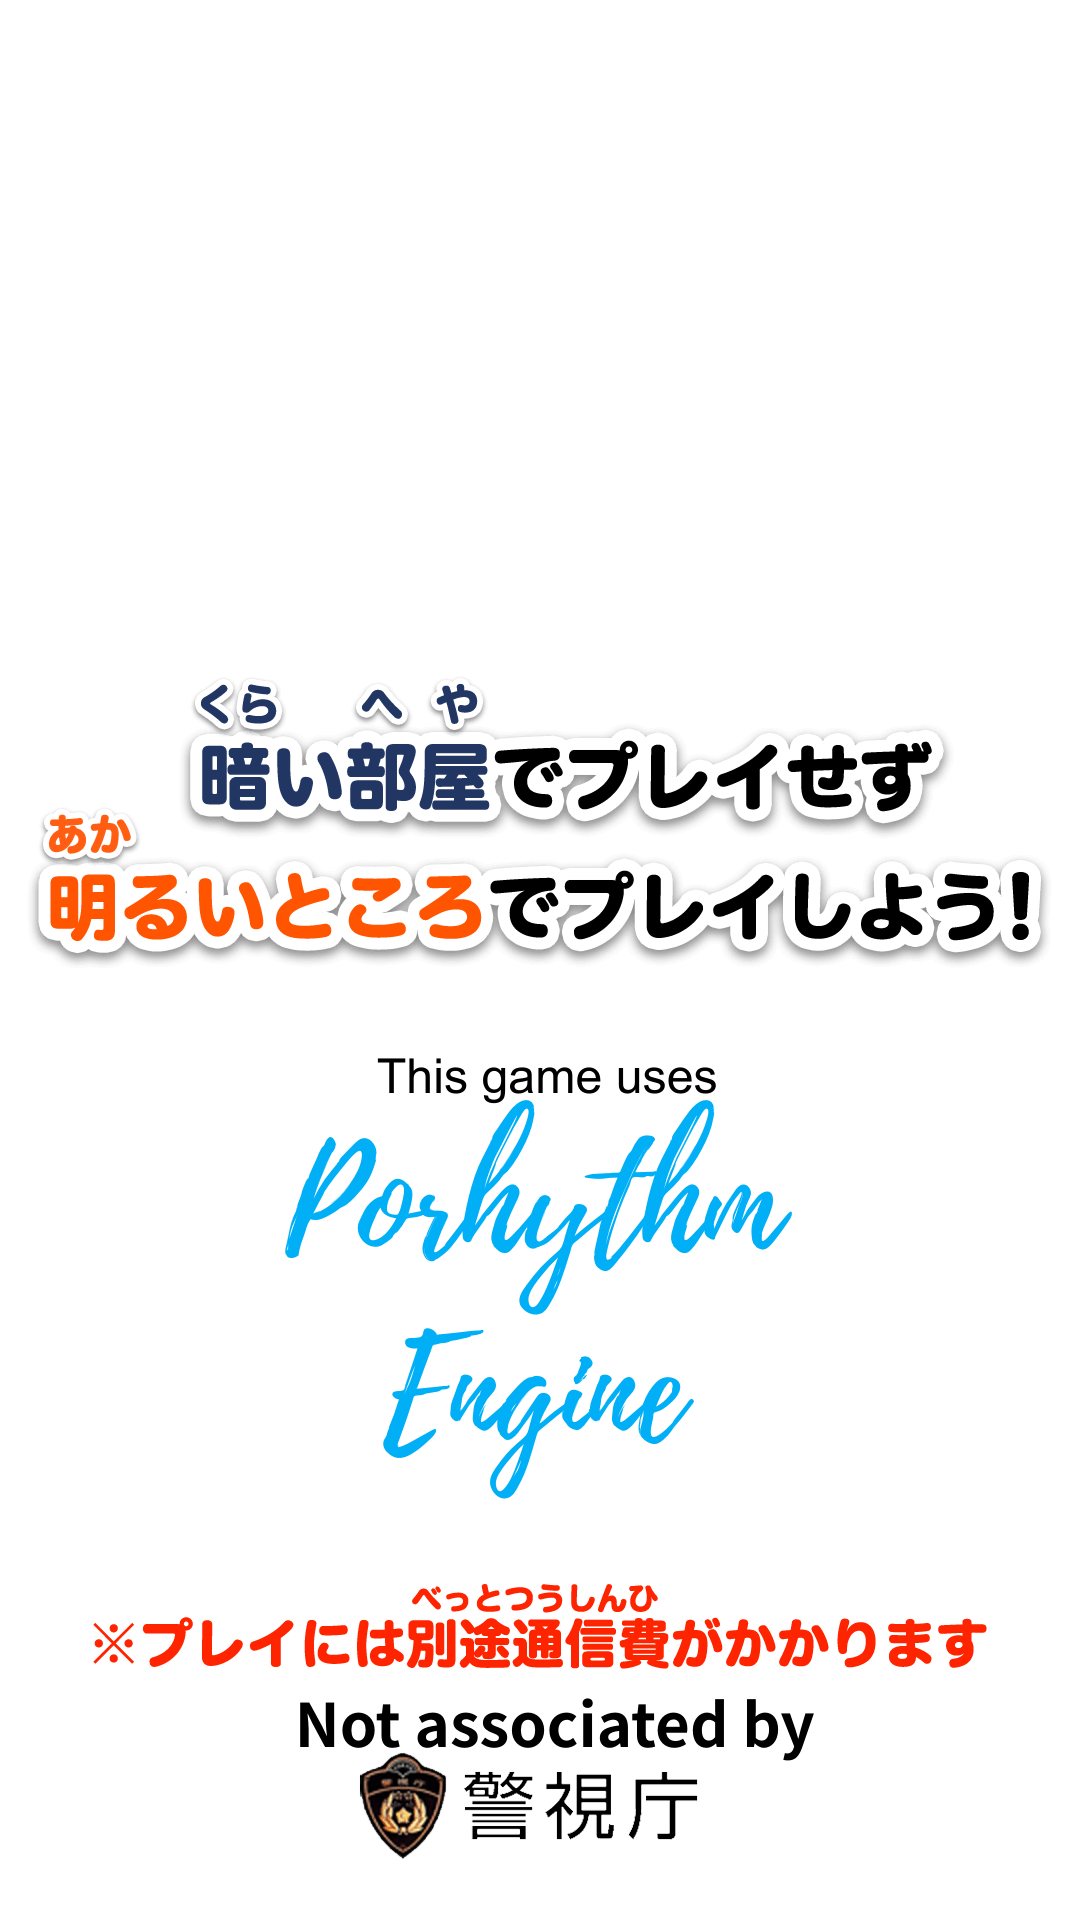 くら へや
暗い部屋でプレイせず
あか
明るいところでプレイしよう!
This game uses
Porhythm
Engine
べっとつうしんひ
※プレイには別途通信費がかかります
Not associated by
警視庁
警視庁